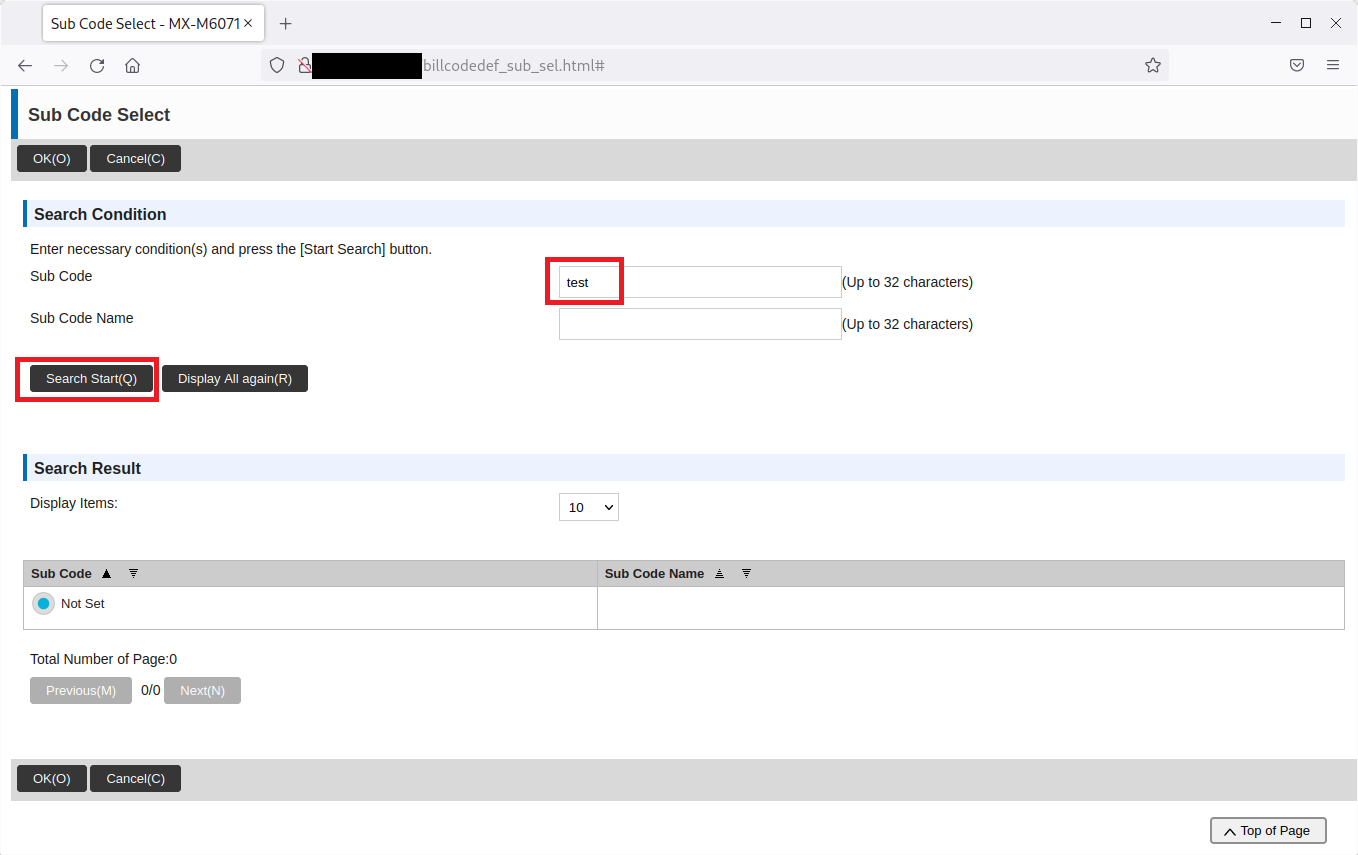 Sub Code Select - MX-M6071
billcodedef_sub_sel.html#
Sub Code Select
OK(O) Cancel(C)
Search Condition
Enter necessary condition(s) and press the [Start Search] button.
Sub Code test (Up to 32 characters)
Sub Code Name (Up to 32 characters)
Search Start(Q) Display All again(R)
Search Result
Display Items: 10
Sub Code Sub Code Name
Not Set
Total Number of Page:0
Previous(M) 0/0 Next(N)
OK(O) Cancel(C)
Top of Page